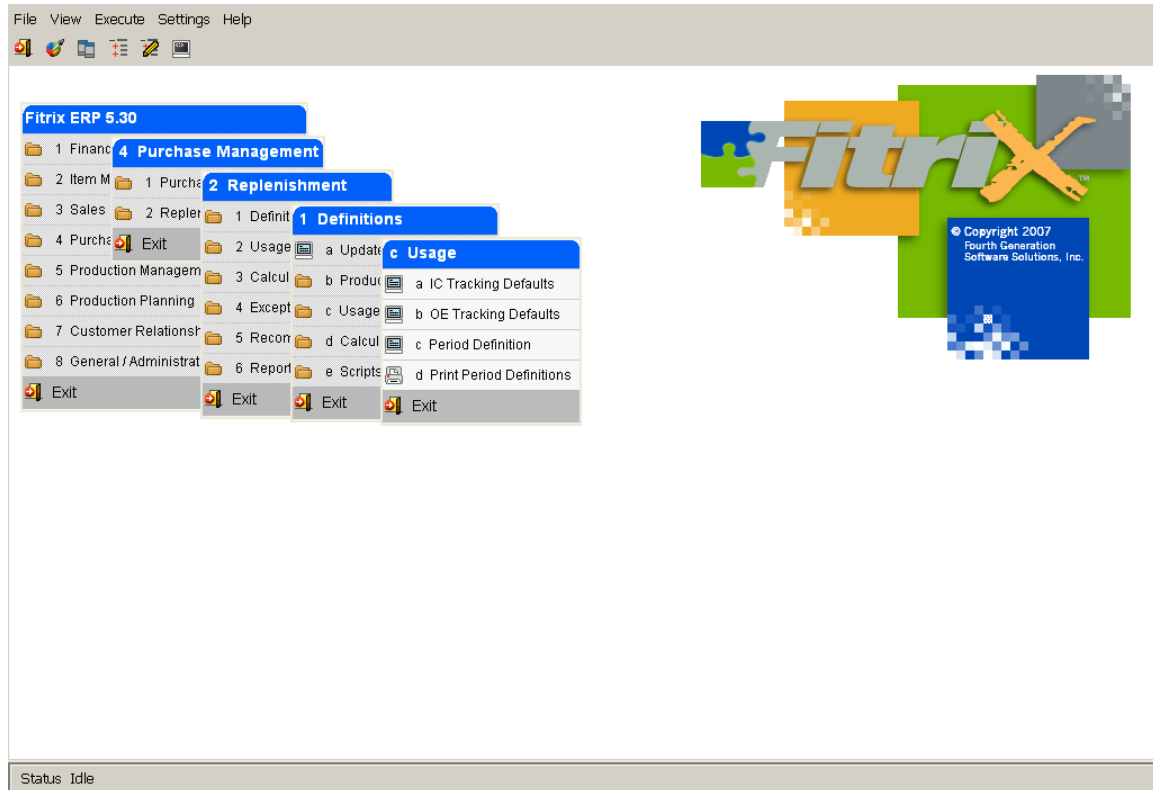 File View Execute Settings Help
Fitrix ERP 5.30
1 Financ
2 Item M
3 Sales
4 Purcha
5 Production Managem
6 Production Planning
7 Customer Relationsh
8 General / Administrat
Exit
4 Purchase Management
1 Purcha
2 Repler
Exit
2 Replenishment
1 Definit
2 Usage
3 Calcul
4 Except
5 Recom
6 Report
Exit
1 Definitions
a Update
b Produc
c Usage
d Calcul
e Scripts
Exit
c Usage
a IC Tracking Defaults
b OE Tracking Defaults
c Period Definition
d Print Period Definitions
Exit
Fitrix TM
© Copyright 2007
Fourth Generation
Software Solutions, Inc.
Status Idle